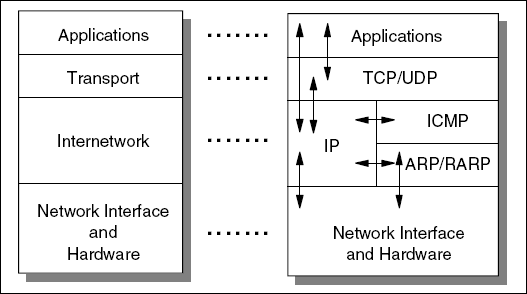 Applications
Transport
Internetwork
Network Interface
and
Hardware
Applications
TCP/UDP
IP
ICMP
ARP/RARP
Network Interface
and Hardware